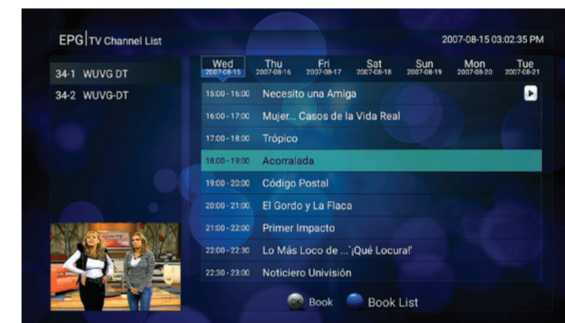 EPG TV Channel List
2007-08-15 03:02:35 PM
34-1 WUVG DT
34-2 WUVG-DT
Wed Thu Fri Sat Sun Mon Tue
2007-08-15 2007-08-16 2007-08-17 2007-08-18 2007-08-19 2007-08-20 2007-08-21
15:00 - 16:00 Necesito una Amiga
16:00 - 17:00 Mujer... Casos de la Vida Real
17:00 - 18:00 Trópico
18:00 - 19:00 Acorralada
19:00 - 20:00 Código Postal
20:00 - 21:00 El Gordo y La Flaca
21:00 - 22:00 Primer Impacto
22:00 - 22:30 Lo Más Loco de ...`¡Qué Locura!'
22:30 - 23:00 Noticiero Univisión
OK Book Book List